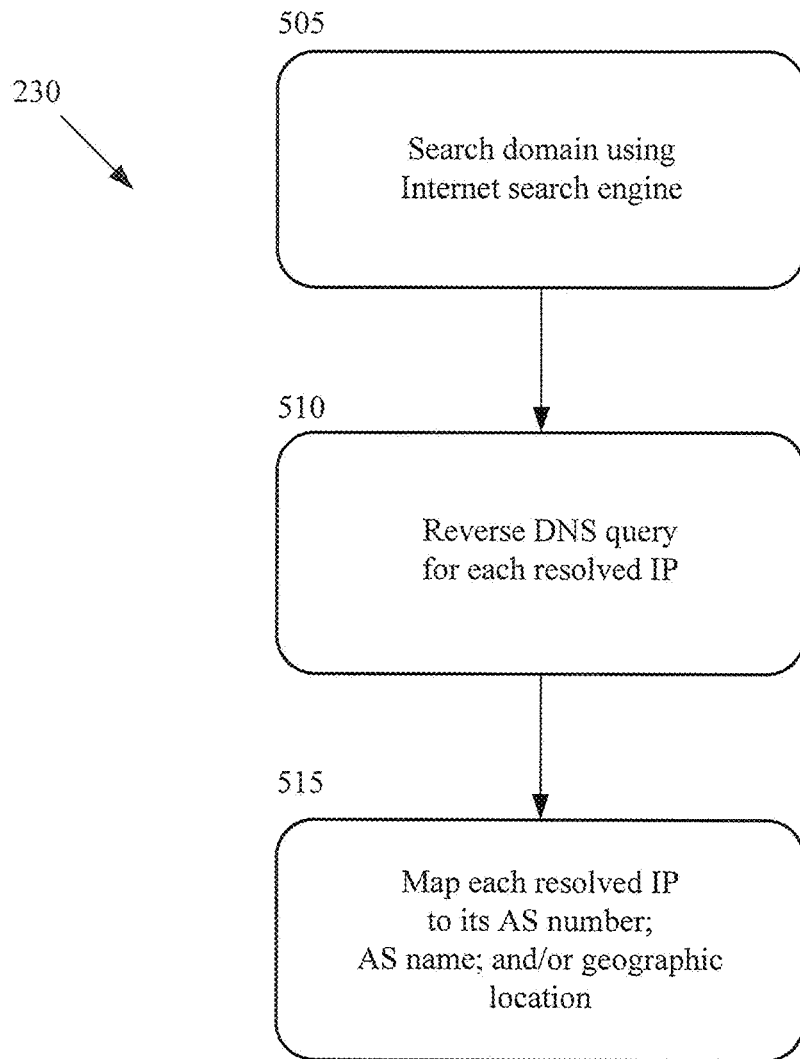 505
230
Search domain using
Internet search engine
510
Reverse DNS query
for each resolved IP
515
Map each resolved IP
to its AS number;
AS name; and/or geographic
location